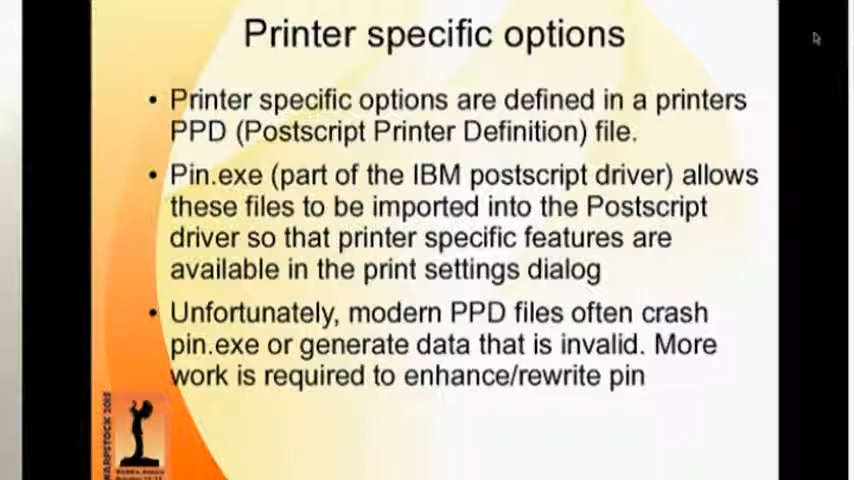 Printer specific options
• Printer specific options are defined in a printers
PPD (Postscript Printer Definition) file.
• Pin.exe (part of the IBM postscript driver) allows
these files to be imported into the Postscript
driver so that printer specific features are
available in the print settings dialog
• Unfortunately, modern PPD files often crash
pin.exe or generate data that is invalid. More
work is required to enhance/rewrite pin
WARPSTOCK 2015